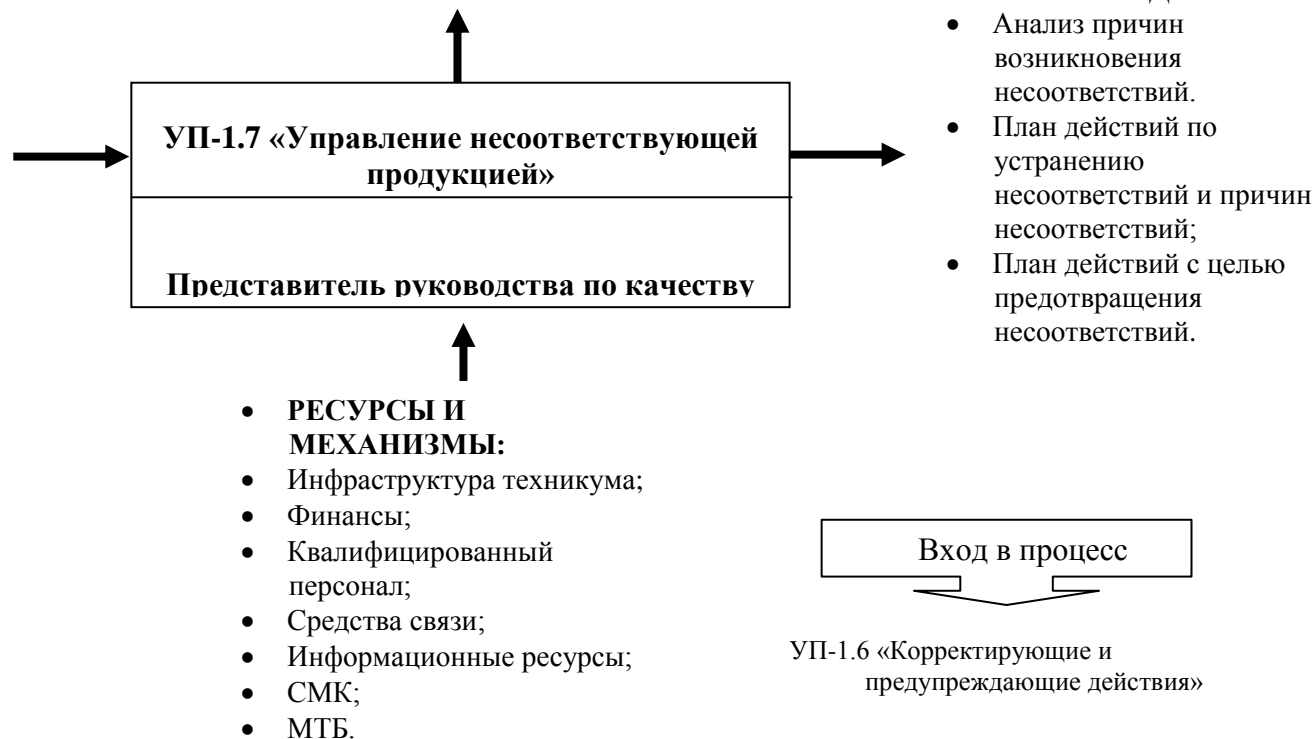 • Анализ причин
возникновения
несоответствий.
• План действий по
устранению
несоответствий и причин
несоответствий;
• План действий с целью
предотвращения
несоответствий.
УП-1.7 «Управление несоответствующей
продукцией»
Представитель руководства по качеству
• РЕСУРСЫ И
МЕХАНИЗМЫ:
• Инфраструктура техникума;
• Финансы;
• Квалифицированный
персонал;
• Средства связи;
• Информационные ресурсы;
• СМК;
• МТБ.
Вход в процесс
УП-1.6 «Корректирующие и
предупреждающие действия»